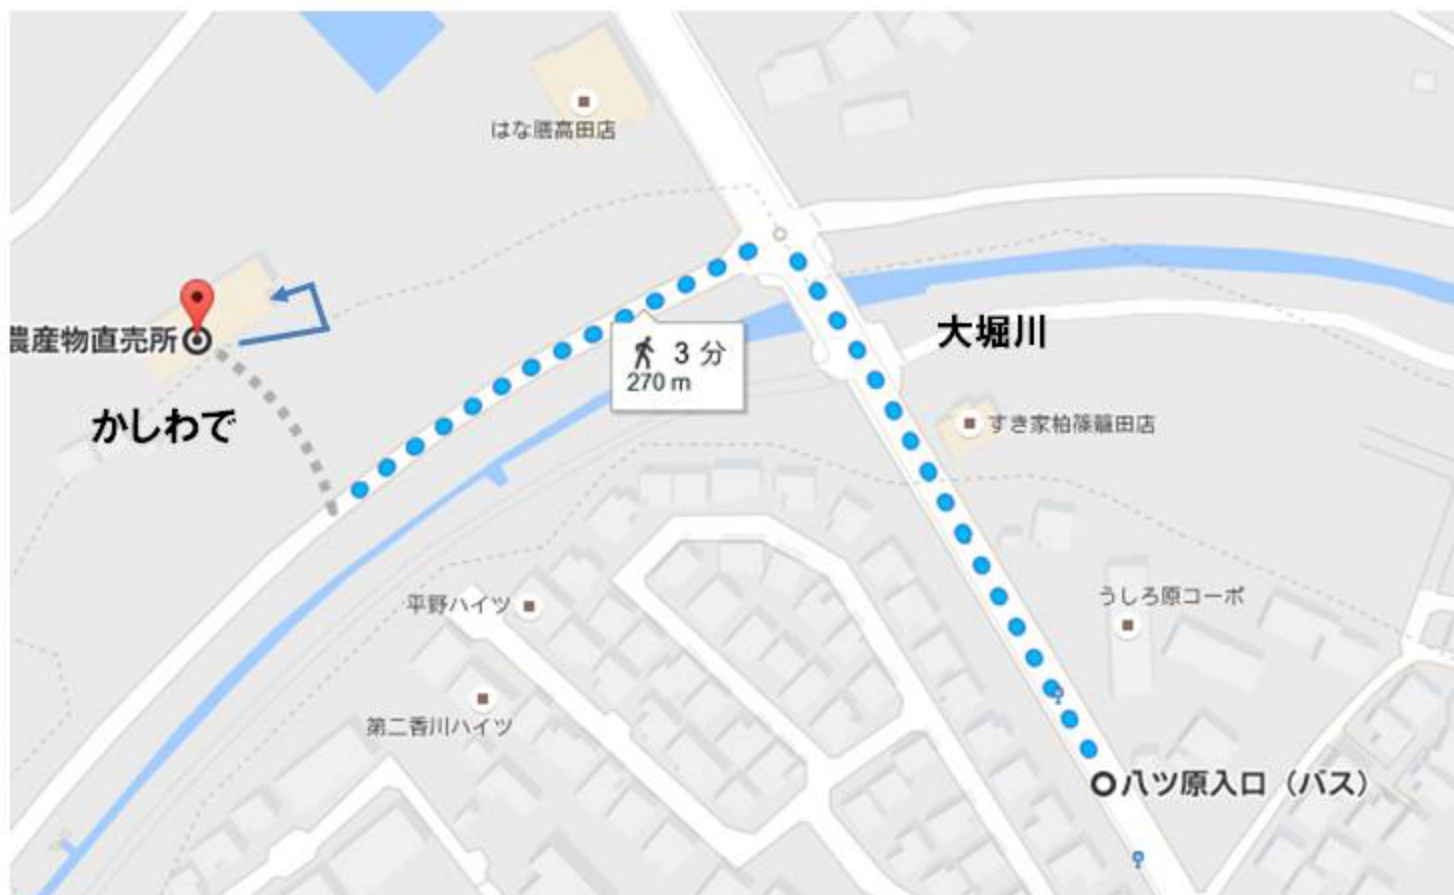 はな膳高田店
農産物直売所
かしわで
3 分
270 m
大堀川
すき家柏篠籠田店
平野ハイツ
うしろ原コーポ
第二香川ハイツ
八ツ原入口（バス）